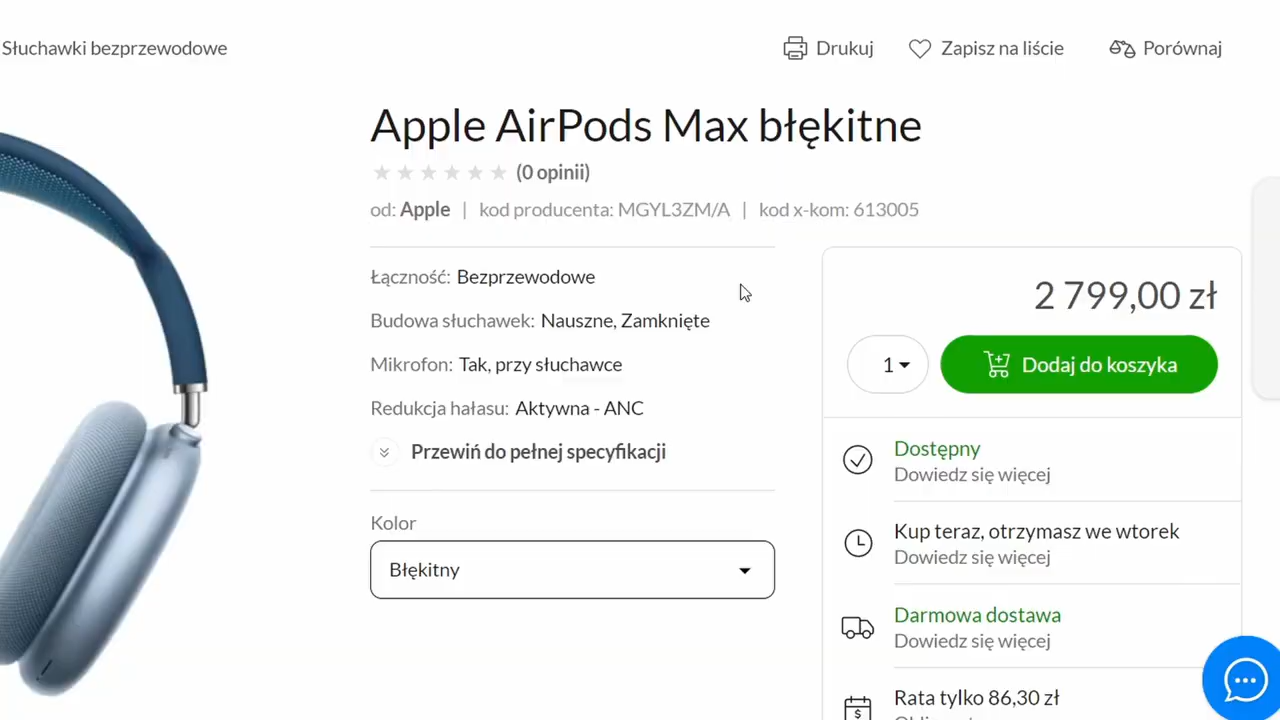 Słuchawki bezprzewodowe
Drukuj
Zapisz na liście
Porównaj
Apple AirPods Max błękitne
(0 opinii)
od: Apple | kod producenta: MGYL3ZM/A | kod x-kom: 613005
Łączność: Bezprzewodowe
Budowa słuchawek: Nauszne, Zamknięte
Mikrofon: Tak, przy słuchawce
Redukcja hałasu: Aktywna - ANC
Przewiń do pełnej specyfikacji
Kolor
Błękitny
2 799,00 zł
1
Dodaj do koszyka
Dostępny
Dowiedz się więcej
Kup teraz, otrzymasz we wtorek
Dowiedz się więcej
Darmowa dostawa
Dowiedz się więcej
Rata tylko 86,30 zł